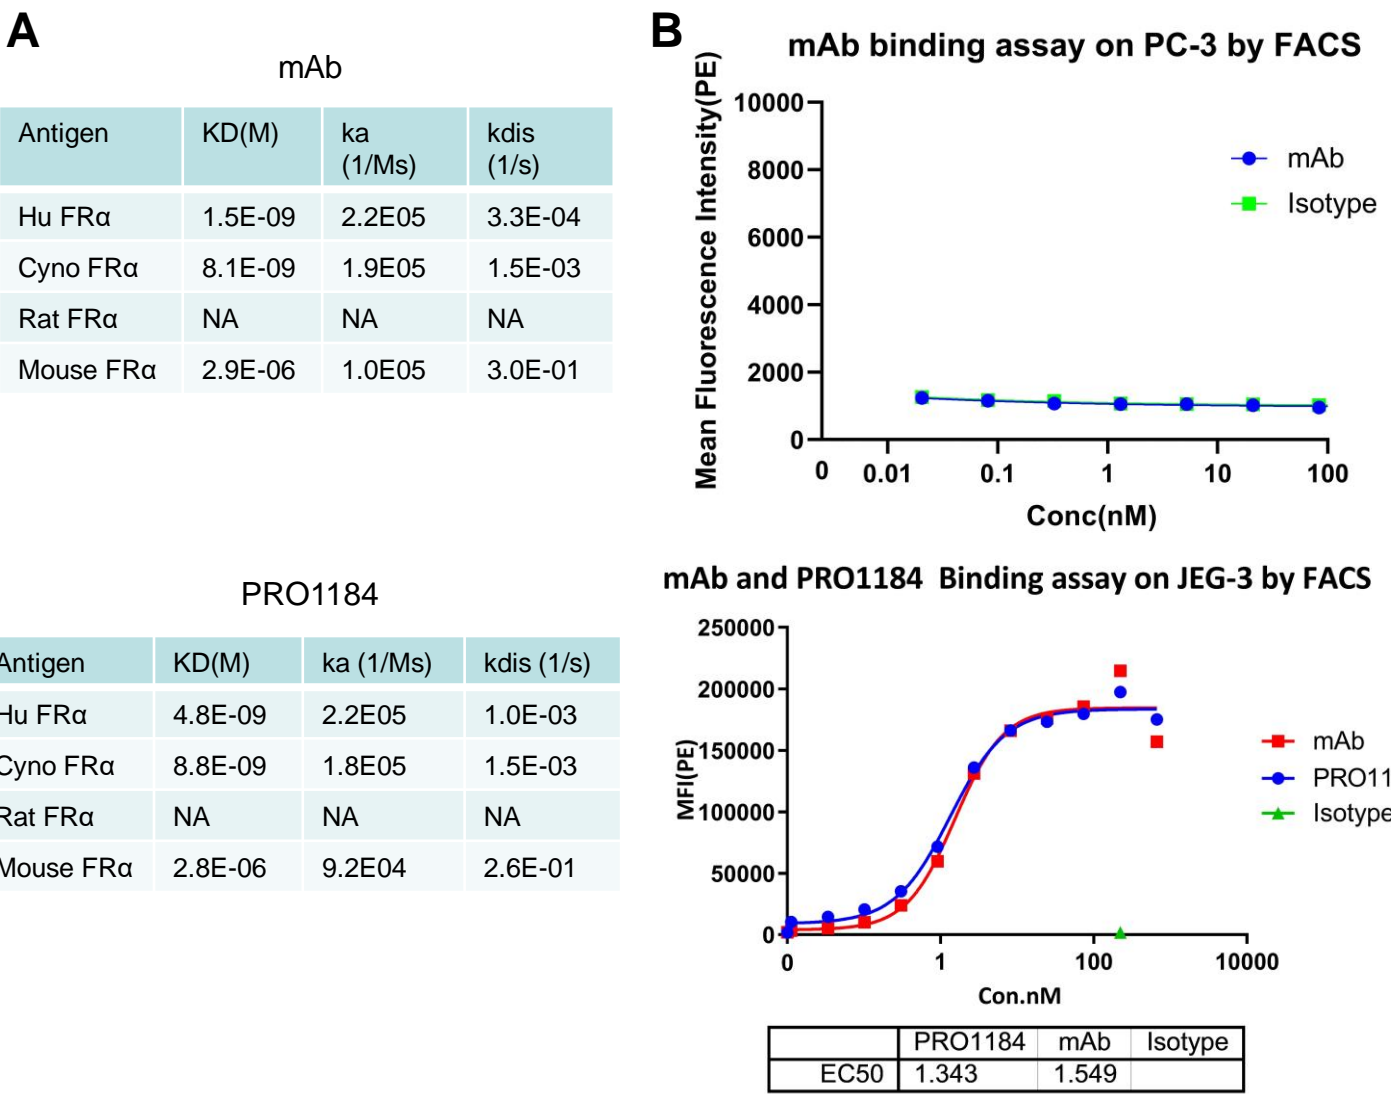 A
mAb
Antigen KD(M) ka (1/Ms) kdis (1/s)
Hu FRα 1.5E-09 2.2E05 3.3E-04
Cyno FRα 8.1E-09 1.9E05 1.5E-03
Rat FRα NA NA NA
Mouse FRα 2.9E-06 1.0E05 3.0E-01
PRO1184
Antigen KD(M) ka (1/Ms) kdis (1/s)
Hu FRα 4.8E-09 2.2E05 1.0E-03
Cyno FRα 8.8E-09 1.8E05 1.5E-03
Rat FRα NA NA NA
Mouse FRα 2.8E-06 9.2E04 2.6E-01
B
mAb binding assay on PC-3 by FACS
Mean Fluorescence Intensity(PE)
10000
8000
6000
4000
2000
0
0 0.01 0.1 1 10 100
Conc(nM)
mAb
Isotype
mAb and PRO1184 Binding assay on JEG-3 by FACS
MFI(PE)
250000
200000
150000
100000
50000
0
0 1 100 10000
Con.nM
mAb
PRO11
Isotype
PRO1184 mAb Isotype
EC50 1.343 1.549